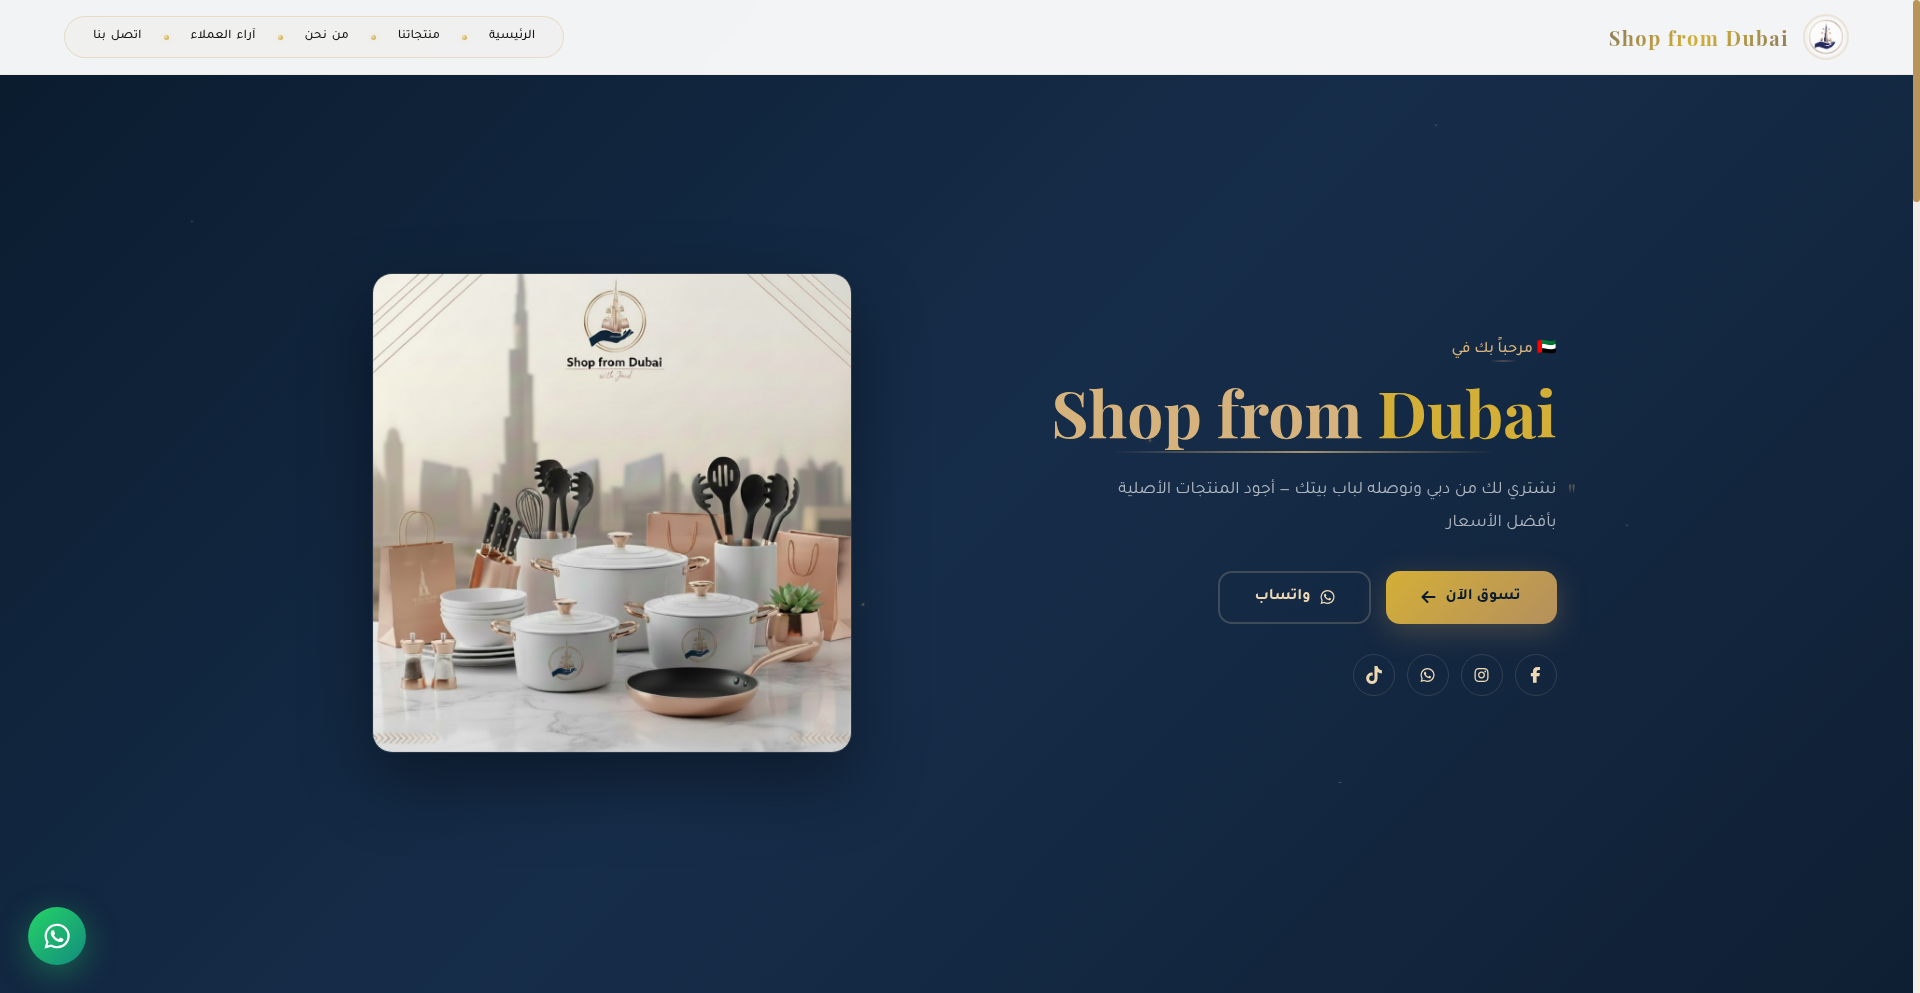 Shop from Dubai
الرئيسية
منتجاتنا
من نحن
آراء العملاء
اتصل بنا
🇦🇪 مرحباً بك في
Shop from Dubai
" نشتري لك من دبي ونوصله لباب بيتك – أجود المنتجات الأصلية
بأفضل الأسعار
تسوق الآن ←
واتساب
Shop from Dubai